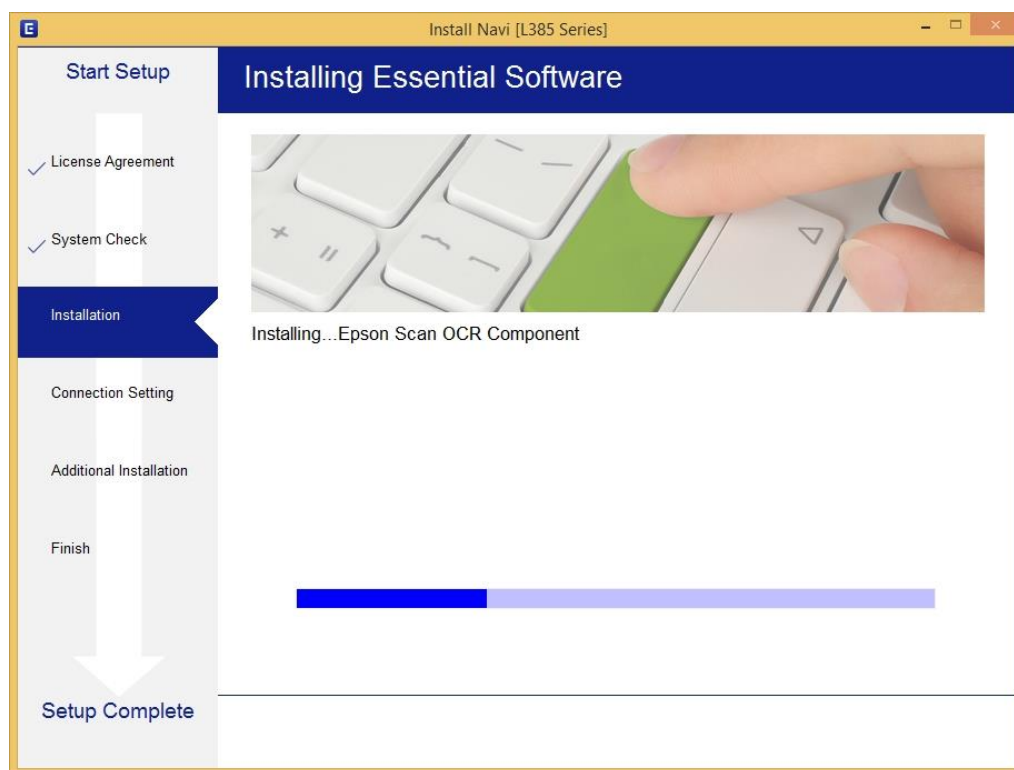 Install Navi [L385 Series]
Start Setup
Installing Essential Software
License Agreement
System Check
Installation
Installing...Epson Scan OCR Component
Connection Setting
Additional Installation
Finish
Setup Complete